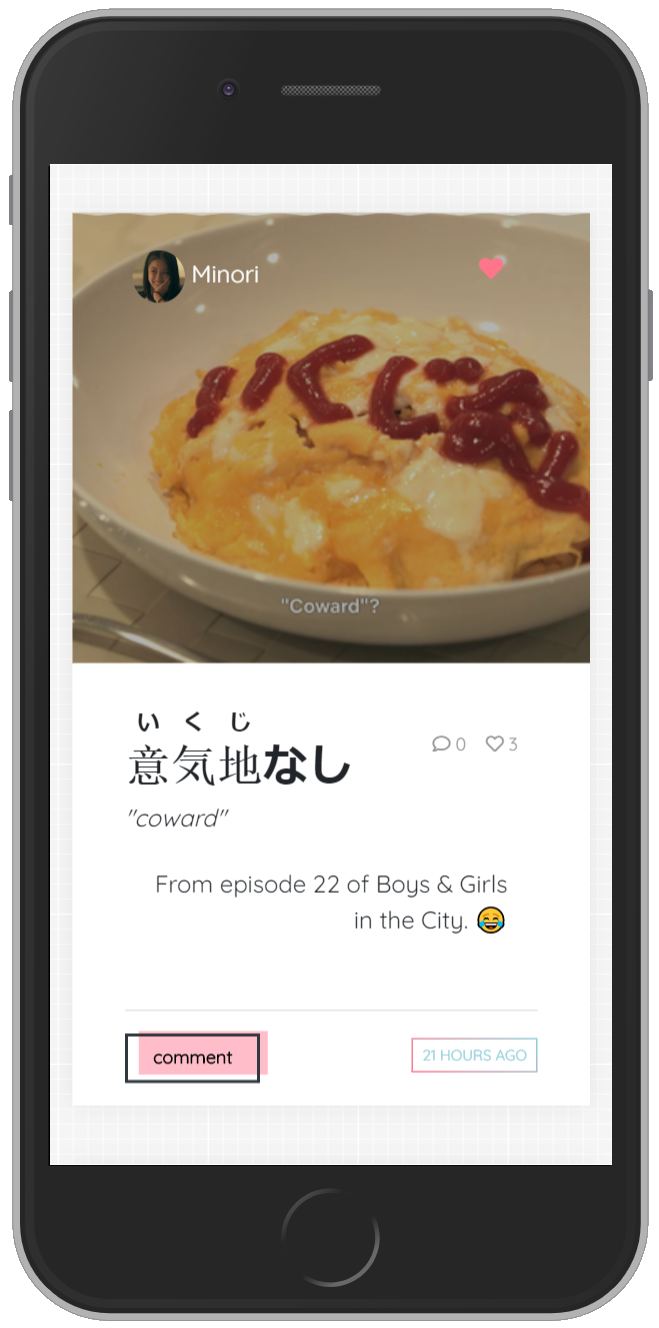 Minori
いくじな
"Coward"?
いくじ
意気地なし
0 3
"coward"
From episode 22 of Boys & Girls
in the City. 😂
comment
21 HOURS AGO